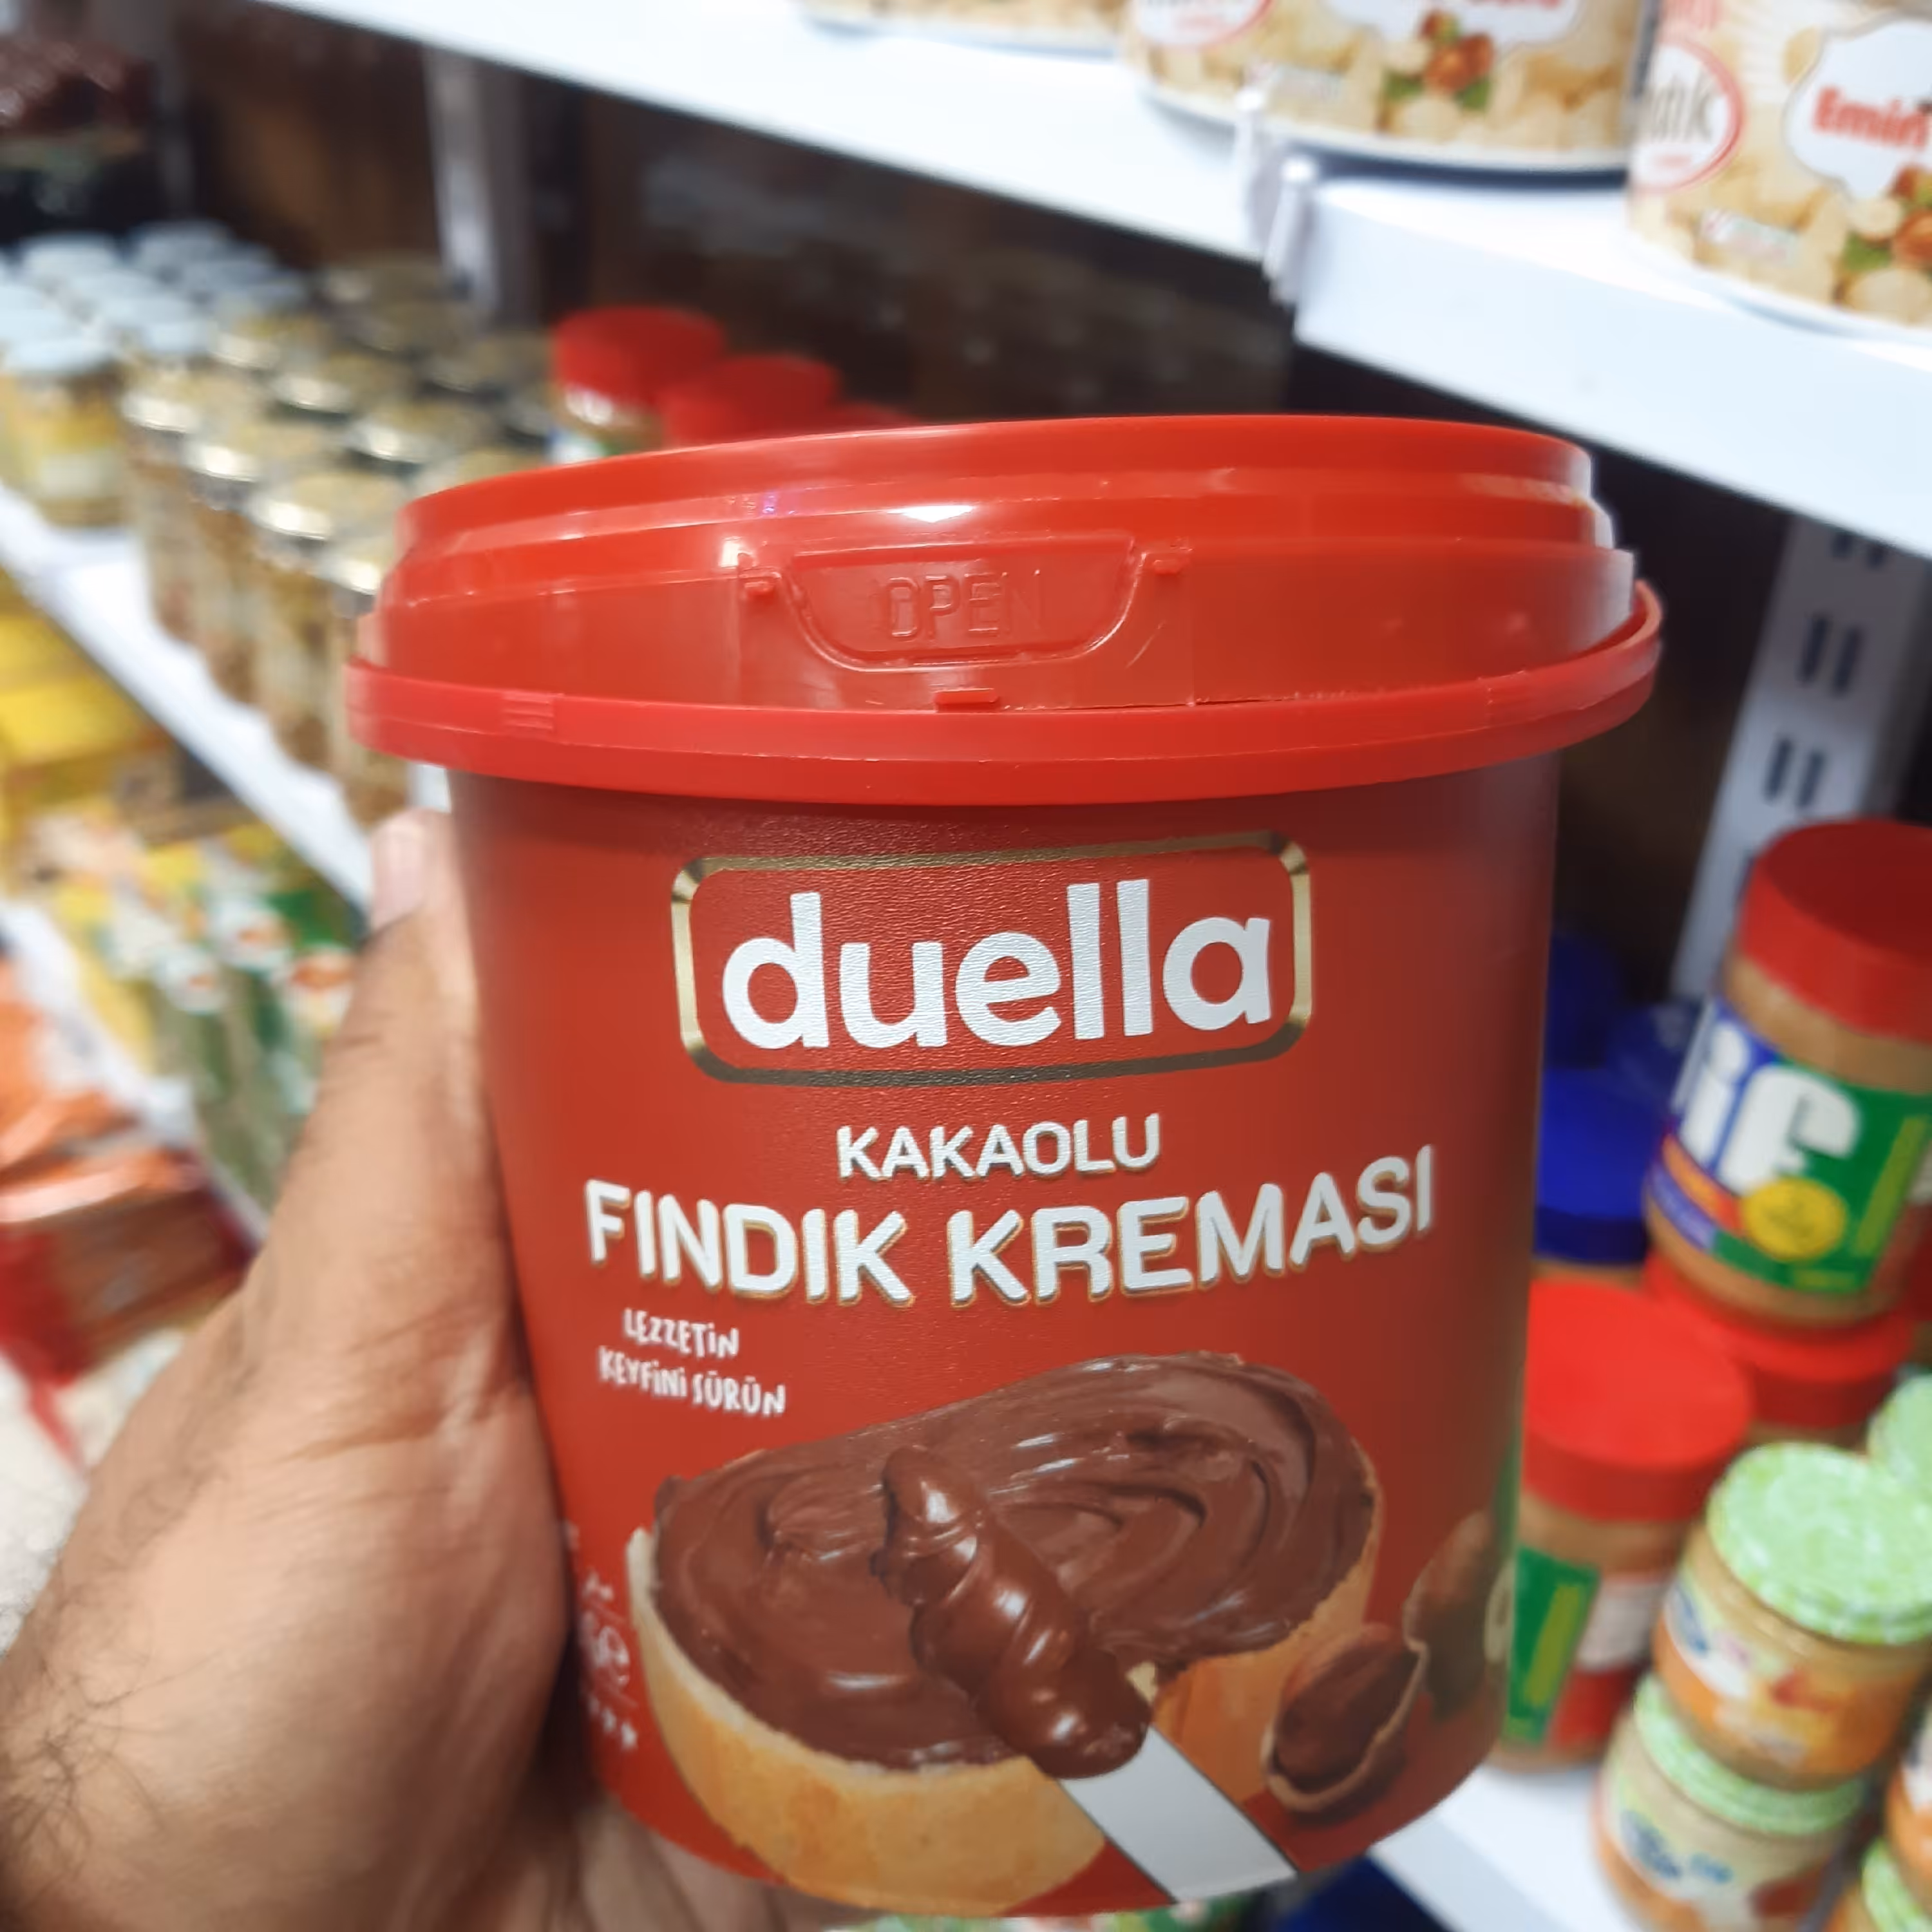 OPEN
duella
KAKAOLU
FINDIK KREMASI
LEZZETİN
KEYFİNİ SÜRÜN